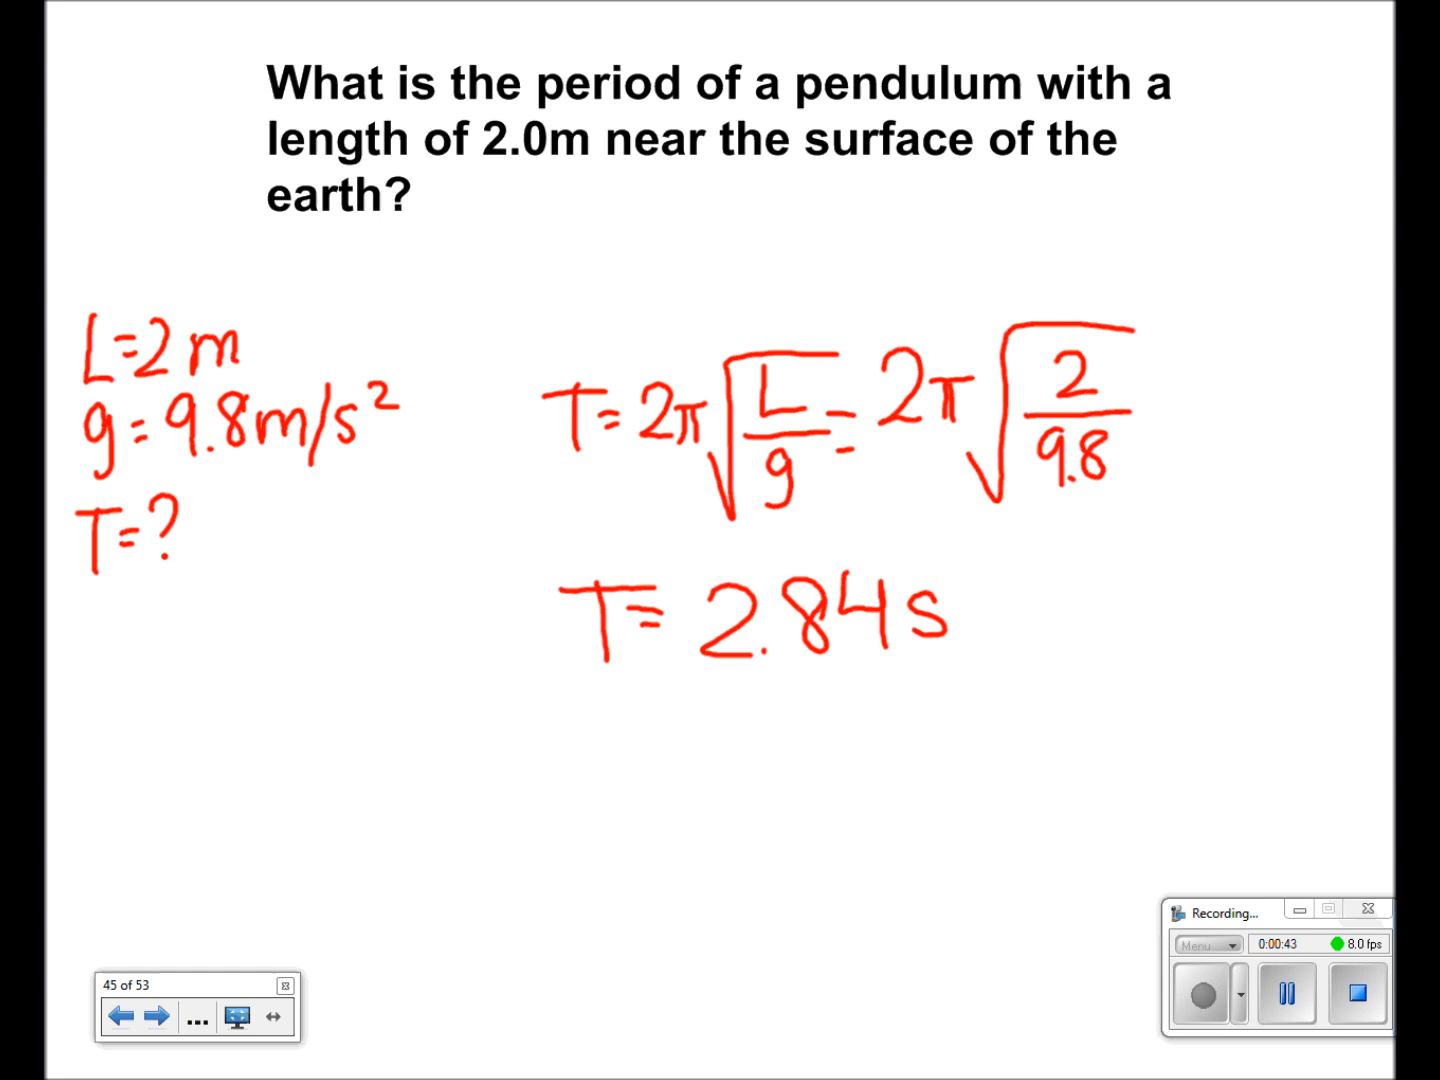 What is the period of a pendulum with a
length of 2.0m near the surface of the
earth?
L=2m
g=9.8m/s²
T=?
T=2π√(L/g)=2π√(2/9.8)
T=2.84s
45 of 53
...
Recording...
Menu
0:00:43
8.0 fps